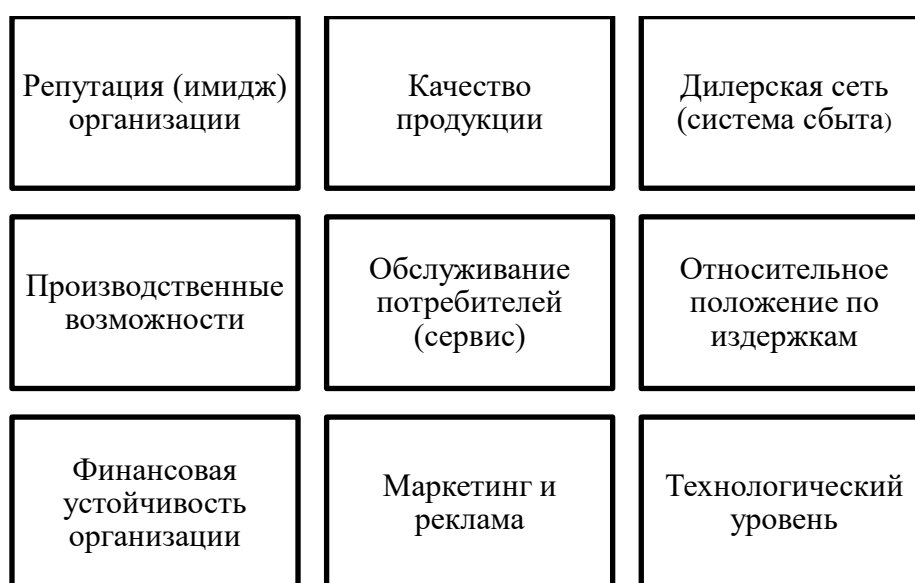 Репутация (имидж)
организации
Качество
продукции
Дилерская сеть
(система сбыта)
Производственные
возможности
Обслуживание
потребителей
(сервис)
Относительное
положение по
издержкам
Финансовая
устойчивость
организации
Маркетинг и
реклама
Технологический
уровень